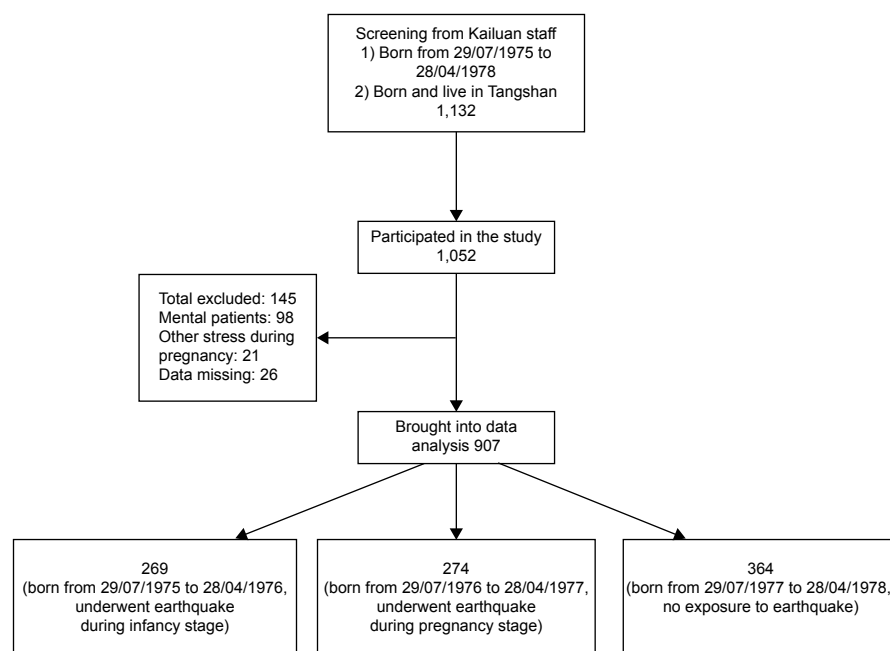 Screening from Kailuan staff
1) Born from 29/07/1975 to
28/04/1978
2) Born and live in Tangshan
1,132
Participated in the study
1,052
Total excluded: 145
Mental patients: 98
Other stress during
pregnancy: 21
Data missing: 26
Brought into data
analysis 907
269
(born from 29/07/1975 to 28/04/1976,
underwent earthquake
during infancy stage)
274
(born from 29/07/1976 to 28/04/1977,
underwent earthquake
during pregnancy stage)
364
(born from 29/07/1977 to 28/04/1978,
no exposure to earthquake)